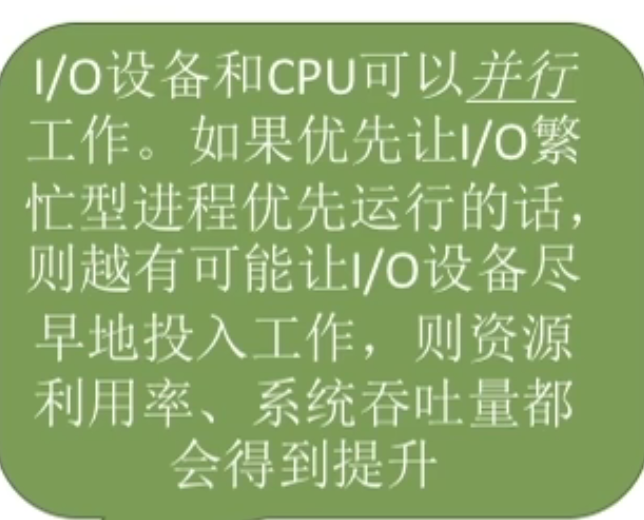 I/O设备和CPU可以并行
工作。如果优先让I/O繁
忙型进程优先运行的话，
则越有可能让I/O设备尽
早地投入工作，则资源
利用率、系统吞吐量都
会得到提升